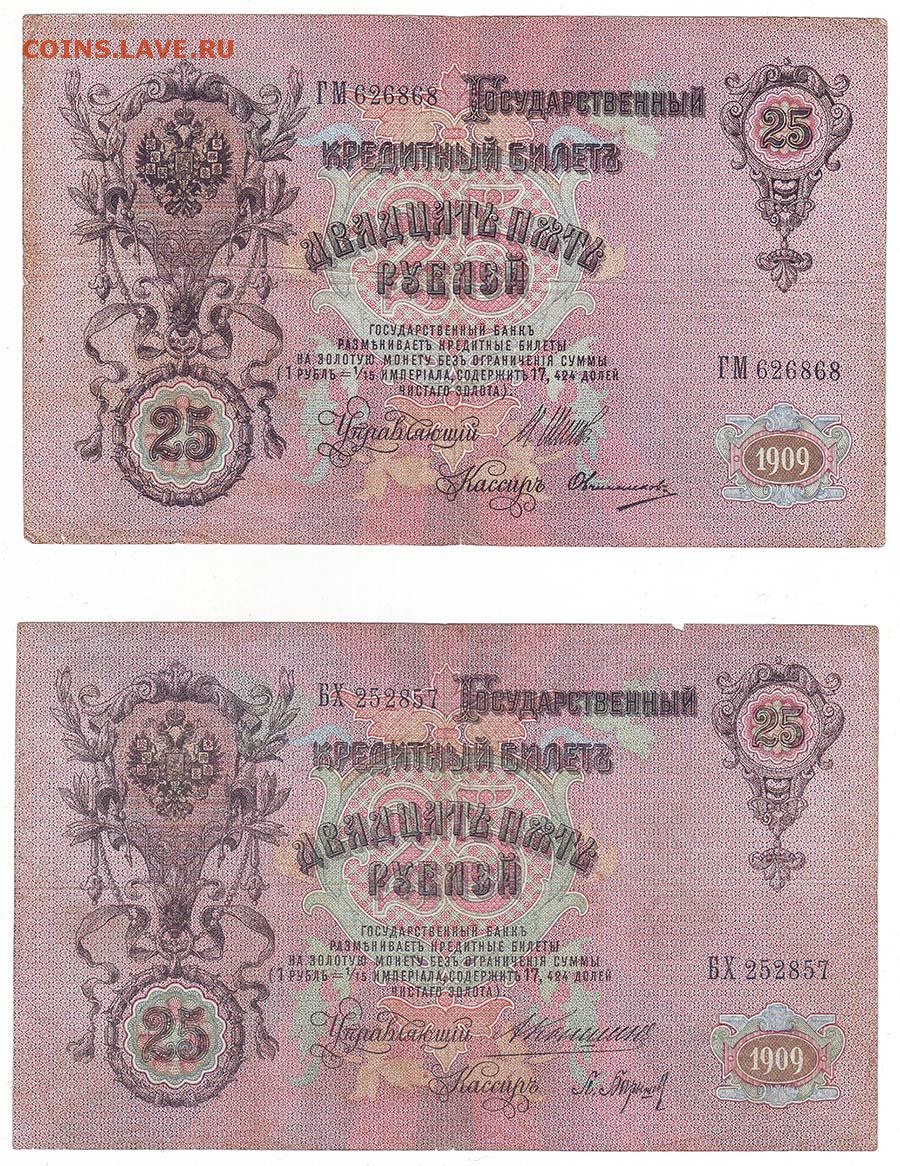 COINS.LAVE.РУ
ГМ 626868 Государственный
25
кредитный билетъ
двадцать пять
25
рублей
ГОСУДАРСТВЕННЫЙ БАНКЪ
РАЗМѢНИВАЕТЪ КРЕДИТНЫЕ БИЛЕТЫ
НА ЗОЛОТУЮ МОНЕТУ БЕЗЪ ОГРАНИЧЕНІЯ СУММЫ
(1 РУБЛЬ = 1/15 ИМПЕРІАЛА, СОДЕРЖИТЪ 17, 424 ДОЛЕЙ
ЧИСТАГО ЗОЛОТА).
ГМ 626868
25
Управляющій
1909
Кассиръ Овчинниковъ
БХ 252857 Государственный
25
кредитный билетъ
двадцать пять
25
рублей
ГОСУДАРСТВЕННЫЙ БАНКЪ
РАЗМѢНИВАЕТЪ КРЕДИТНЫЕ БИЛЕТЫ
НА ЗОЛОТУЮ МОНЕТУ БЕЗЪ ОГРАНИЧЕНІЯ СУММЫ
(1 РУБЛЬ = 1/15 ИМПЕРІАЛА, СОДЕРЖИТЪ 17, 424 ДОЛЕЙ
ЧИСТАГО ЗОЛОТА).
БХ 252857
25
Управляющій
1909
Кассиръ